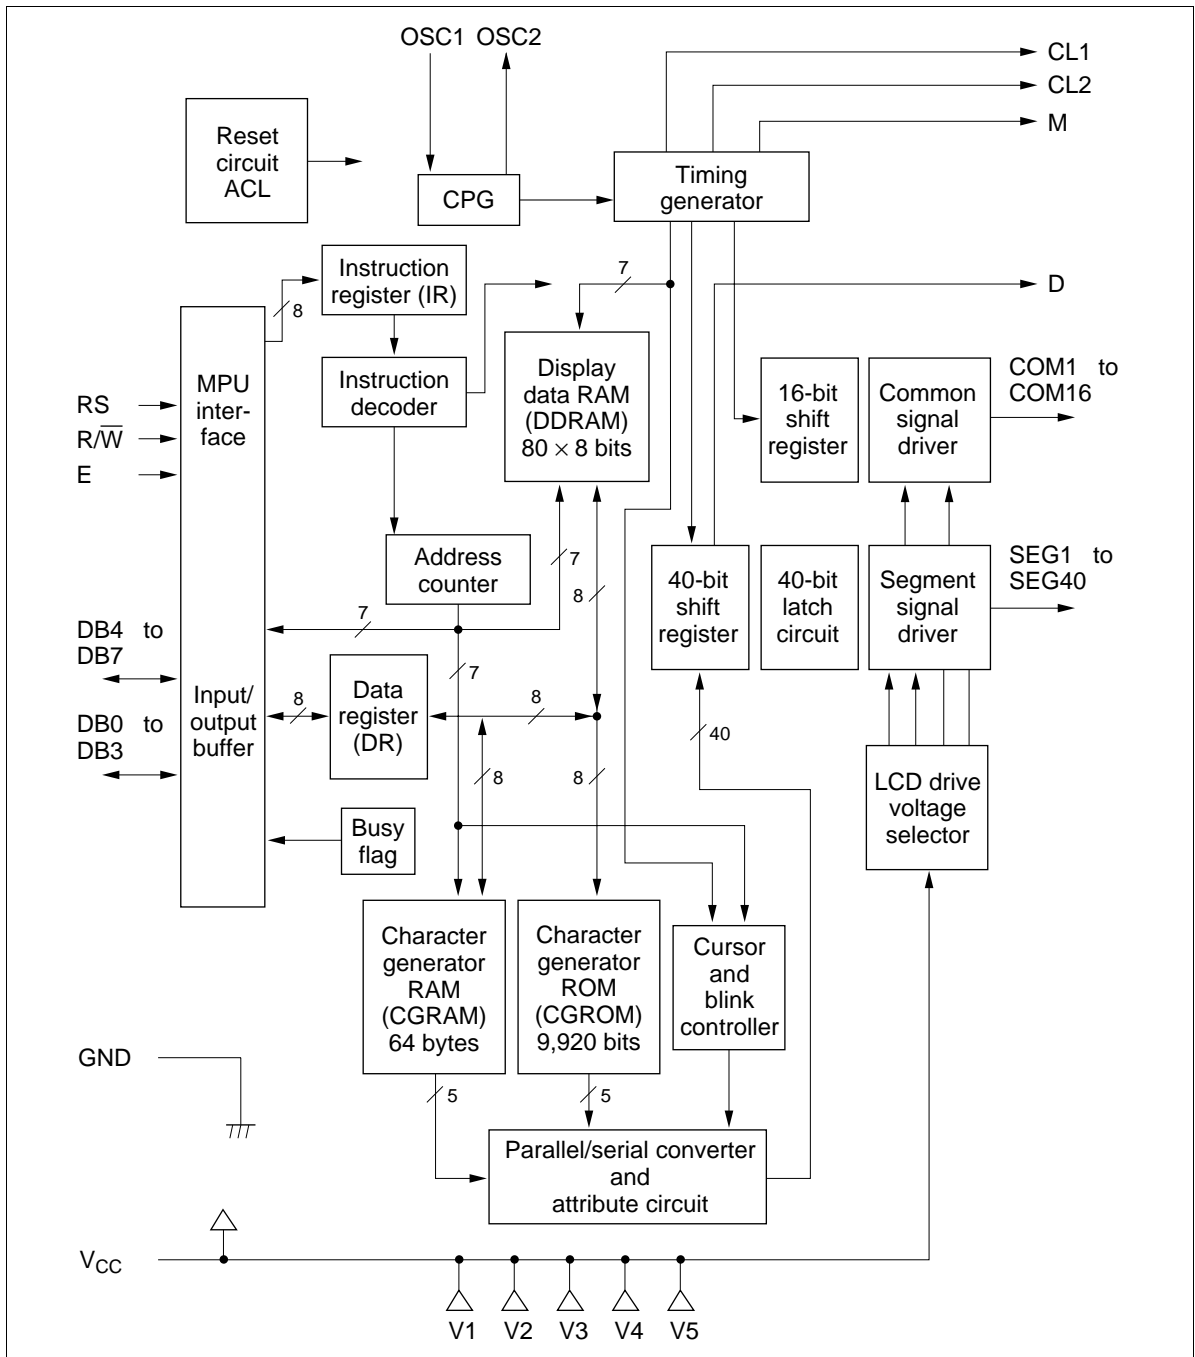 OSC1 OSC2
CL1
CL2
M
Reset
circuit
ACL
CPG
Timing
generator
Instruction
register (IR)
8
7
D
MPU
inter-
face
Instruction
decoder
Display
data RAM
(DDRAM)
80 × 8 bits
16-bit
shift
register
Common
signal
driver
COM1 to
COM16
RS
R/W̅
E
Address
counter
7
8
40-bit
shift
register
40-bit
latch
circuit
Segment
signal
driver
SEG1 to
SEG40
DB4 to
DB7
7
7
Input/
output
buffer
8
Data
register
(DR)
8
DB0 to
DB3
8
8
40
LCD drive
voltage
selector
Busy
flag
Character
generator
RAM
(CGRAM)
64 bytes
Character
generator
ROM
(CGROM)
9,920 bits
Cursor
and
blink
controller
GND
5
5
Parallel/serial converter
and
attribute circuit
VCC
V1 V2 V3 V4 V5